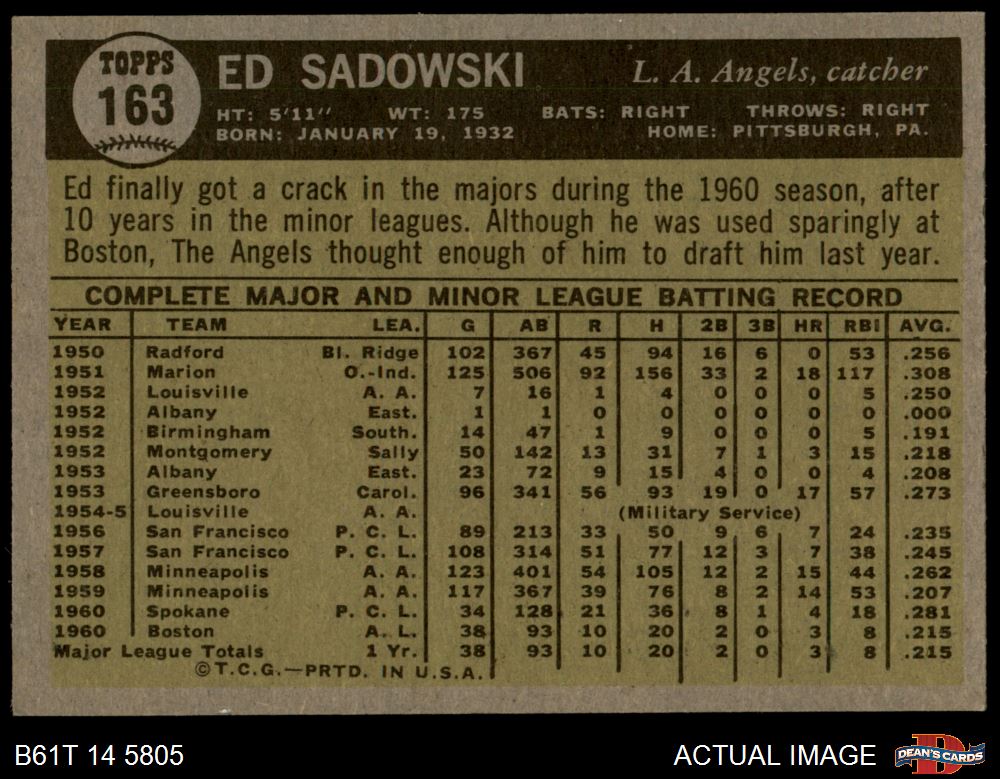 TOPPS
163
ED SADOWSKI L. A. Angels, catcher
HT: 5'11" WT: 175 BATS: RIGHT THROWS: RIGHT
BORN: JANUARY 19, 1932 HOME: PITTSBURGH, PA.
Ed finally got a crack in the majors during the 1960 season, after
10 years in the minor leagues. Although he was used sparingly at
Boston, The Angels thought enough of him to draft him last year.
COMPLETE MAJOR AND MINOR LEAGUE BATTING RECORD
YEAR TEAM LEA. G AB R H 2B 3B HR RBI AVG.
1950 Radford Bl. Ridge 102 367 45 94 16 6 0 53 .256
1951 Marion O.-Ind. 125 506 92 156 33 2 18 117 .308
1952 Louisville A. A. 7 16 1 4 0 0 0 5 .250
1952 Albany East. 1 1 0 0 0 0 0 0 .000
1952 Birmingham South. 14 47 1 9 0 0 0 5 .191
1952 Montgomery Sally 50 142 13 31 7 1 3 15 .218
1953 Albany East. 23 72 9 15 4 0 0 4 .208
1953 Greensboro Carol. 96 341 56 93 19 0 17 57 .273
1954-5 Louisville A. A. (Military Service)
1956 San Francisco P. C. L. 89 213 33 50 9 6 7 24 .235
1957 San Francisco P. C. L. 108 314 51 77 12 3 7 38 .245
1958 Minneapolis A. A. 123 401 54 105 12 2 15 44 .262
1959 Minneapolis A. A. 117 367 39 76 8 2 14 53 .207
1960 Spokane P. C. L. 34 128 21 36 8 1 4 18 .281
1960 Boston A. L. 38 93 10 20 2 0 3 8 .215
Major League Totals 1 Yr. 38 93 10 20 2 0 3 8 .215
©T.C.G.—PRTD. IN U.S.A.
B61T 14 5805 ACTUAL IMAGE DEAN'S CARDS